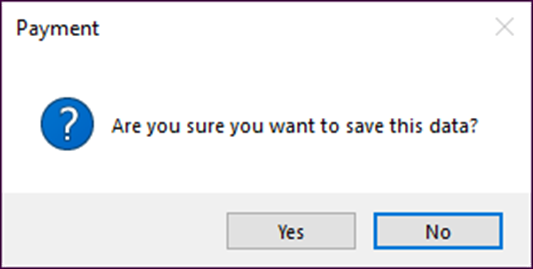 Payment
?
Are you sure you want to save this data?
Yes
No